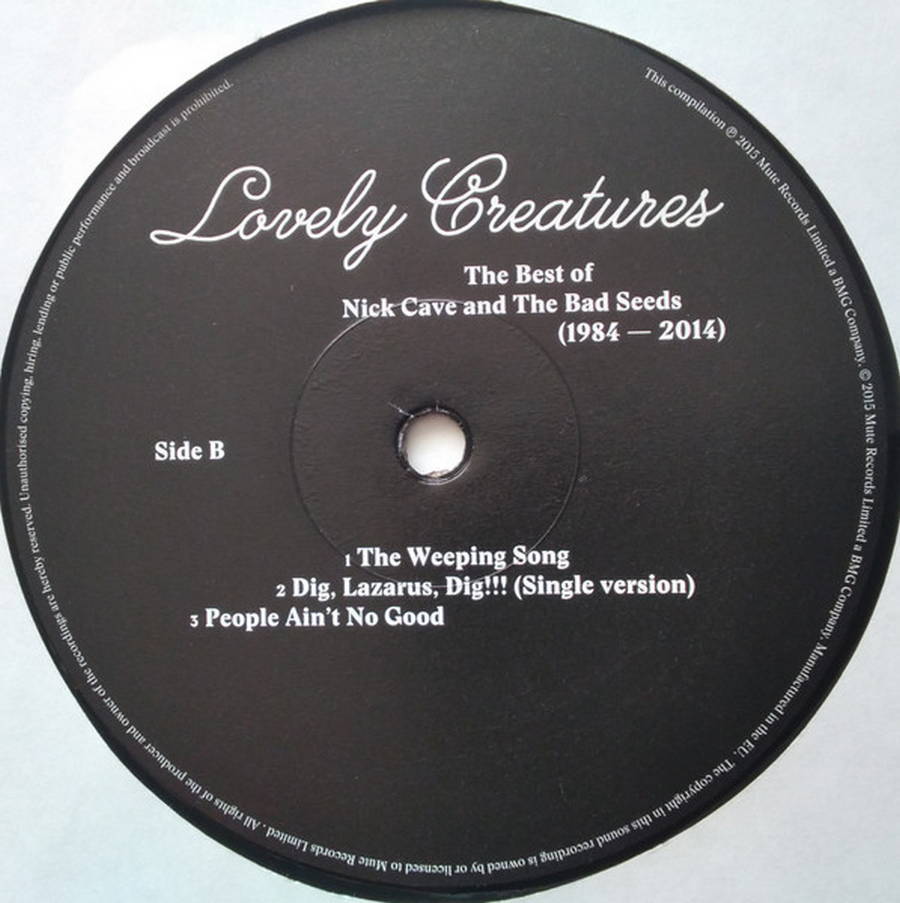 Lovely Creatures
The Best of
Nick Cave and The Bad Seeds
(1984 — 2014)
Side B
1 The Weeping Song
2 Dig, Lazarus, Dig!!! (Single version)
3 People Ain't No Good
This compilation ℗ 2015 Mute Records Limited a BMG Company. © 2015 Mute Records Limited a BMG Company. Manufactured in the EU. The copyright in this sound recording is owned by or licensed to Mute Records Limited. All rights of the producer and owner of the recordings are hereby reserved. Unauthorised copying, hiring, lending or public performance and broadcast is prohibited.